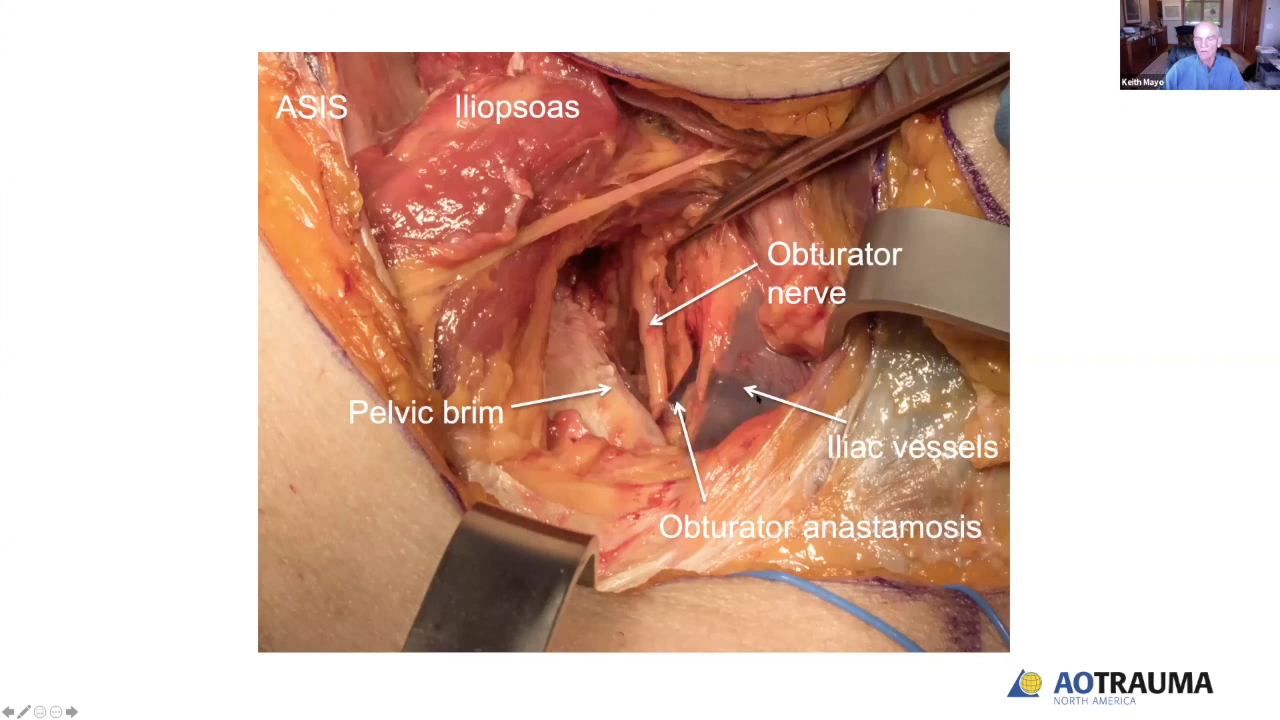 Keith Mayo
ASIS
Iliopsoas
Obturator
nerve
Pelvic brim
Iliac vessels
Obturator anastamosis
AOTRAUMA
NORTH AMERICA